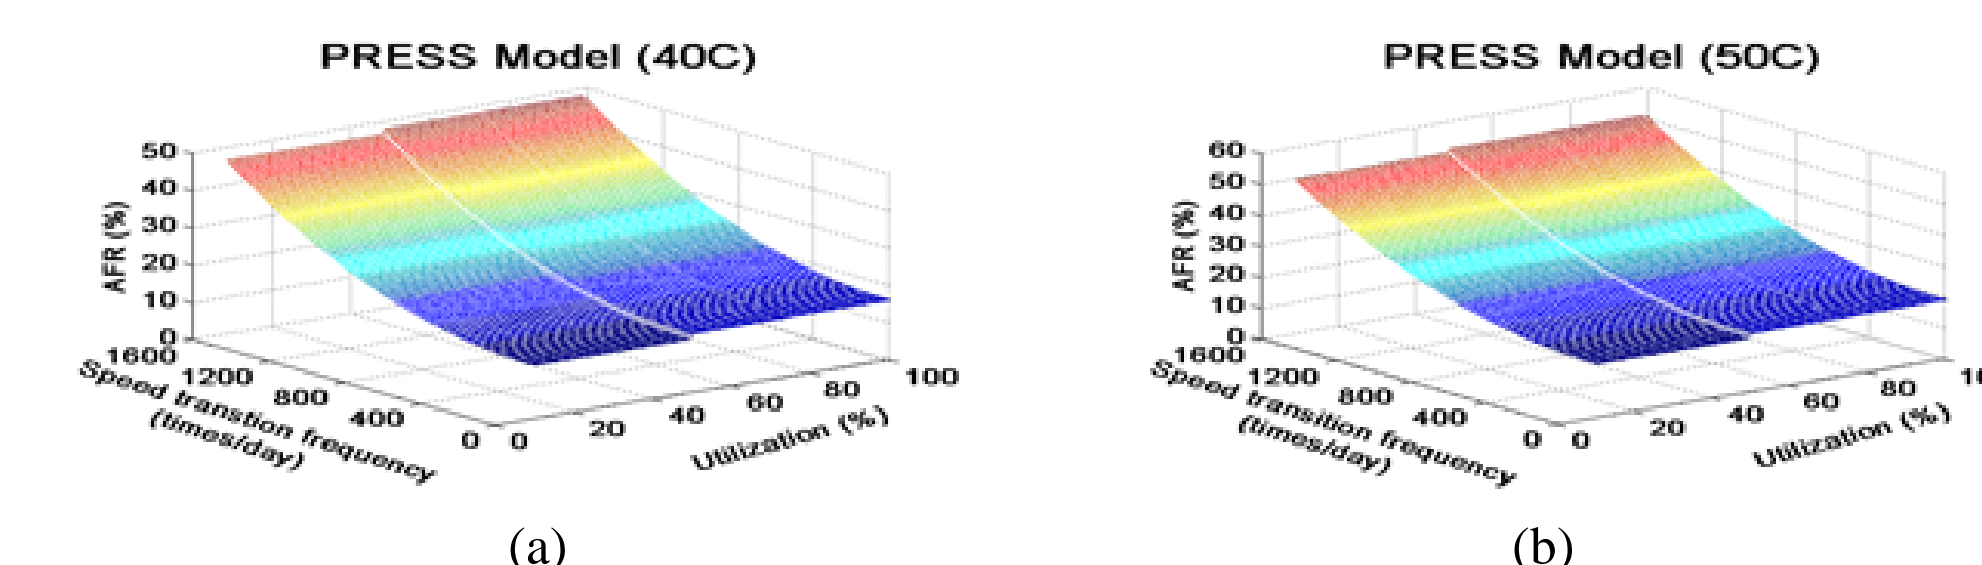 PRESS Model (40C)
50
40
30
20
10
0
AFR (%)
1600
1200
800
400
0
Speed transtion frequency
(times/day)
0
20
40
60
80
100
Utilization (%)
(a)
PRESS Model (50C)
60
50
40
30
20
10
0
AFR (%)
1600
1200
800
400
0
Speed transition frequency
(times/day)
0
20
40
60
80
Utilization (%)
(b)